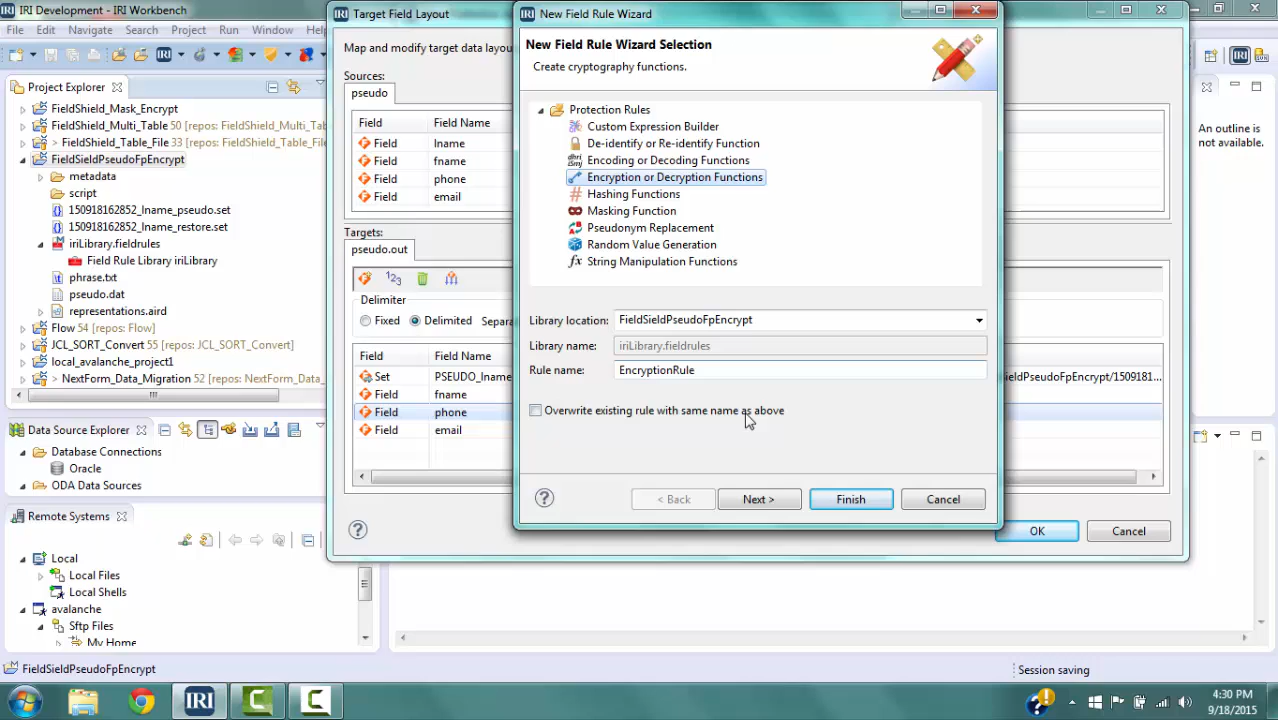 IRI Development - IRI Workbench
File Edit Navigate Search Project Run Window
Project Explorer
FieldShield_Mask_Encrypt
FieldShield_Multi_Table 50 [repos: FieldShield_Multi_Ta
> FieldShield_Table_File 33 [repos: FieldShield_Table_File
FieldSieldPseudoFpEncrypt
metadata
script
150918162852_lname_pseudo.set
150918162852_lname_restore.set
iriLibrary.fieldrules
Field Rule Library iriLibrary
phrase.txt
pseudo.dat
representations.aird
Flow 54 [repos: Flow]
JCL_SORT_Convert 55 [repos: JCL_SORT_Convert]
local_avalanche_project1
> NextForm_Data_Migration 52 [repos: NextForm_Data_
Data Source Explorer
Database Connections
Oracle
ODA Data Sources
Remote Systems
Local
Local Files
Local Shells
avalanche
Sftp Files
My Home
FieldSieldPseudoFpEncrypt
IRI Target Field Layout
Map and modify target data layou
Sources:
pseudo
Field Field Name
Field lname
Field fname
Field phone
Field email
Targets:
pseudo.out
Delimiter
Fixed Delimited Separa
Field Field Name
Set PSEUDO_lname
Field fname
Field phone
Field email
ieldPseudoFpEncrypt/1509181...
OK Cancel
IRI New Field Rule Wizard
New Field Rule Wizard Selection
Create cryptography functions.
Protection Rules
Custom Expression Builder
De-identify or Re-identify Function
Encoding or Decoding Functions
Encryption or Decryption Functions
Hashing Functions
Masking Function
Pseudonym Replacement
Random Value Generation
String Manipulation Functions
Library location: FieldSieldPseudoFpEncrypt
Library name: iriLibrary.fieldrules
Rule name: EncryptionRule
Overwrite existing rule with same name as above
< Back Next > Finish Cancel
An outline is
not available.
Session saving
IRI
4:30 PM
9/18/2015